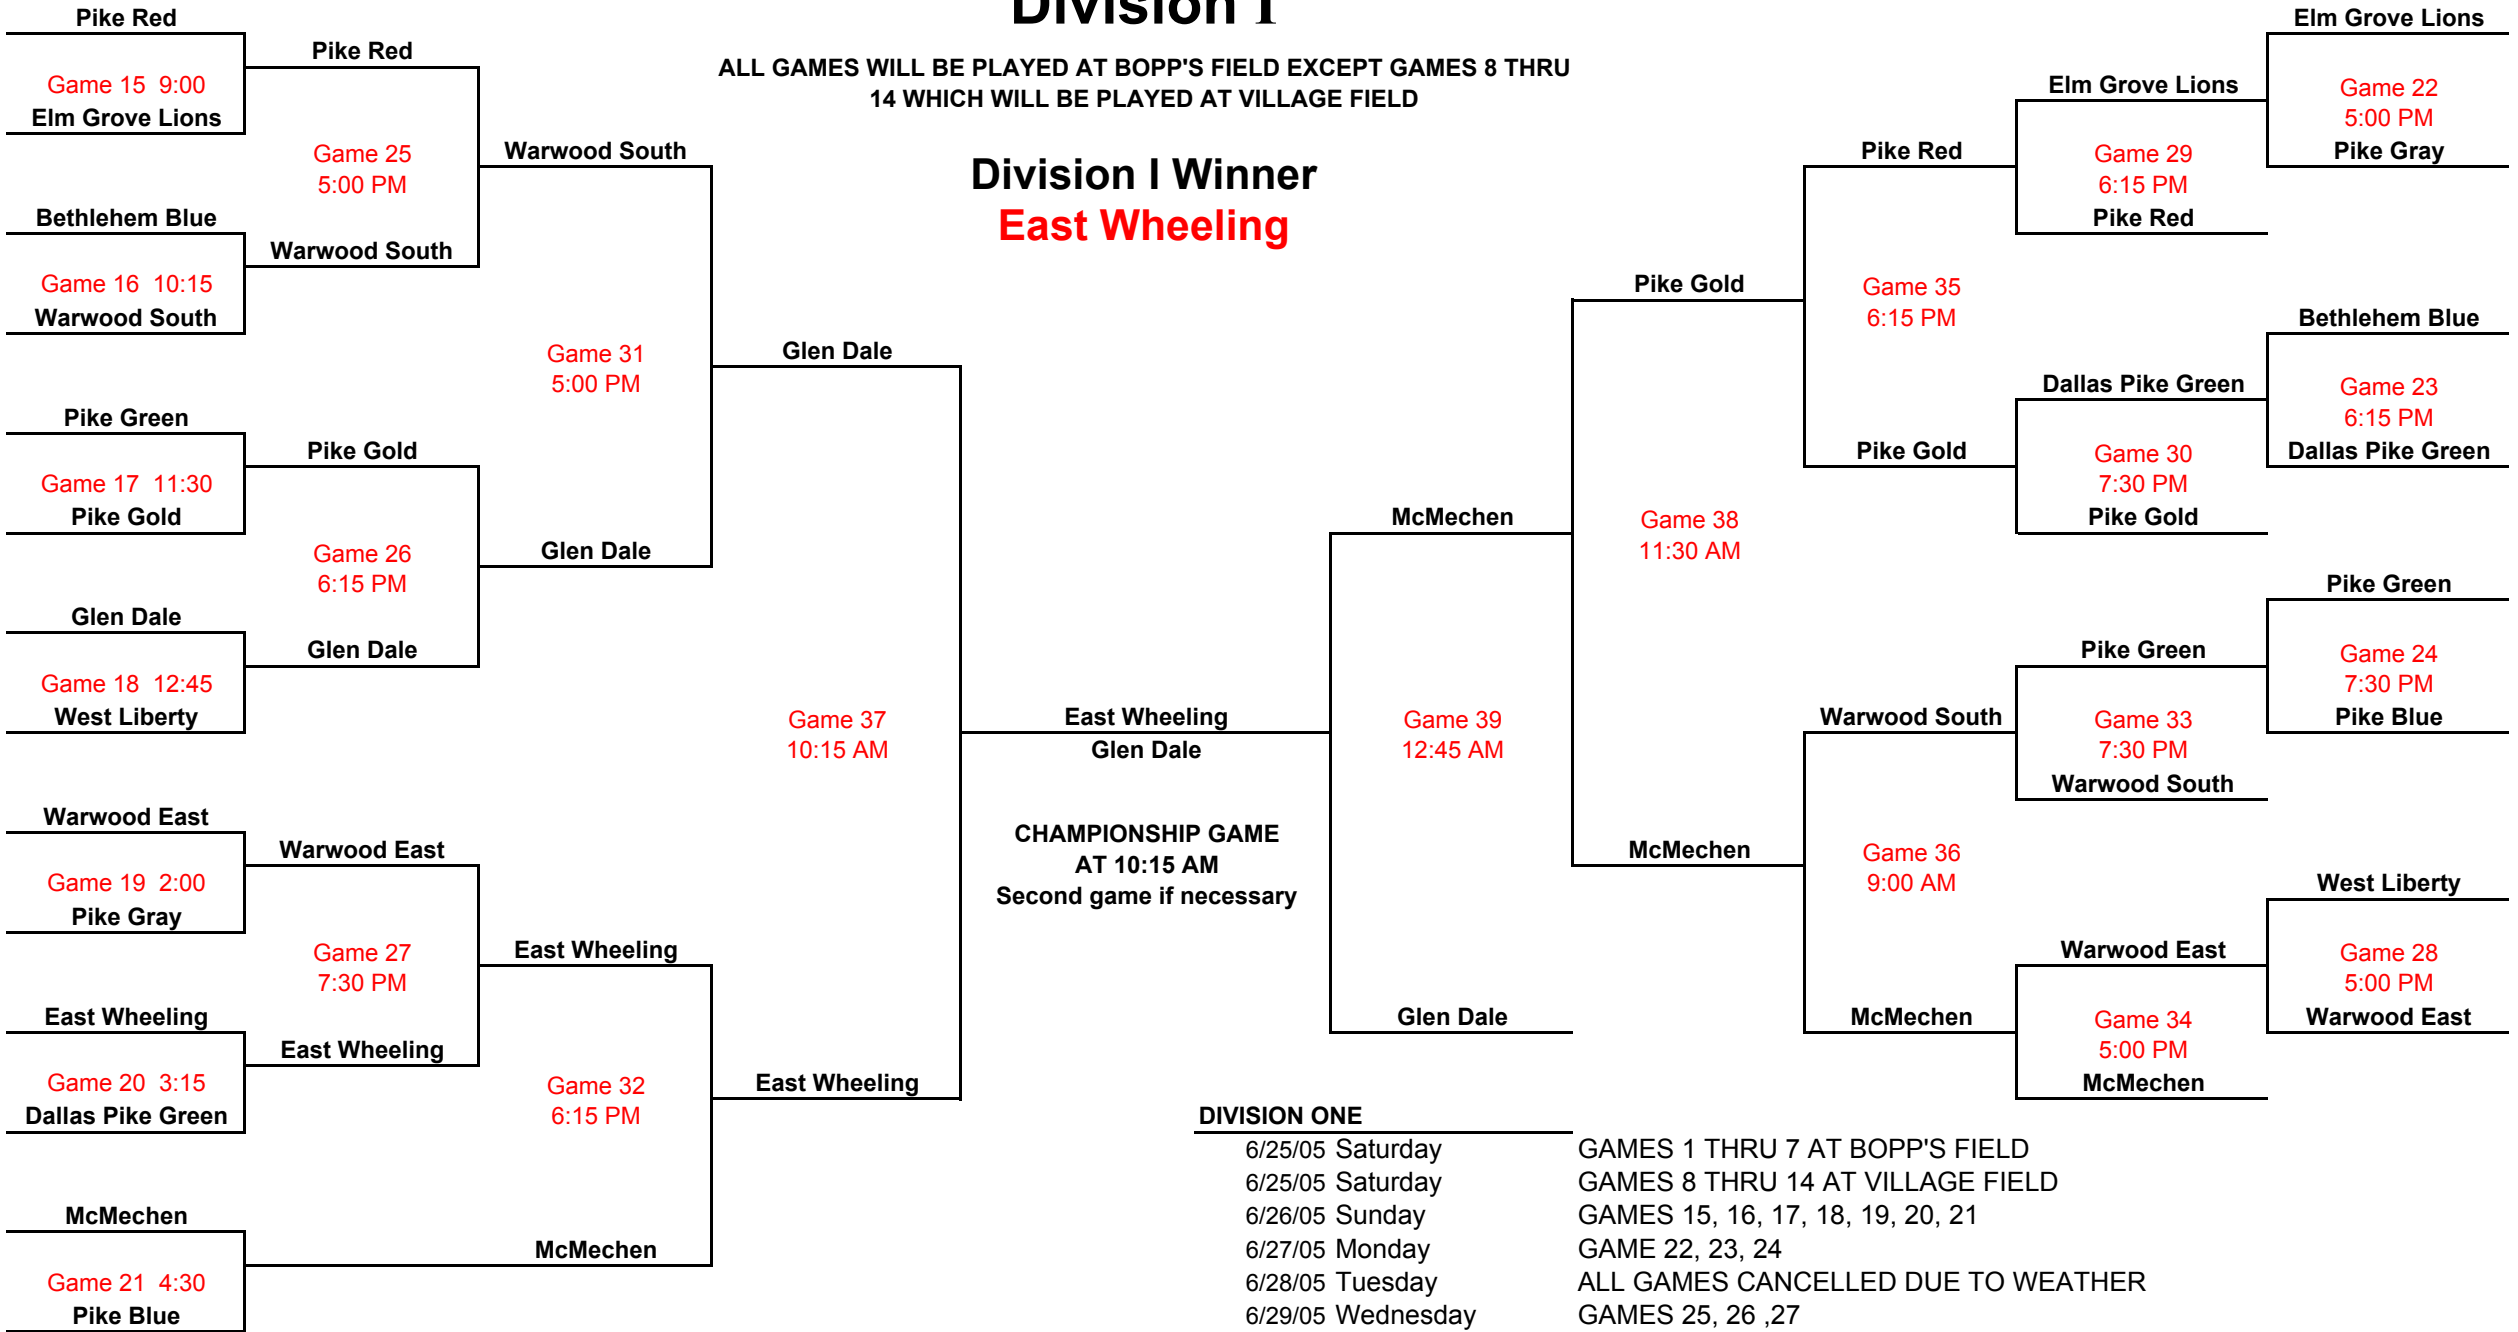 Division I
ALL GAMES WILL BE PLAYED AT BOPP'S FIELD EXCEPT GAMES 8 THRU
14 WHICH WILL BE PLAYED AT VILLAGE FIELD
Division I Winner
East Wheeling
Pike Red
Game 15 9:00
Elm Grove Lions
Bethlehem Blue
Game 16 10:15
Warwood South
Pike Green
Game 17 11:30
Pike Gold
Glen Dale
Game 18 12:45
West Liberty
Warwood East
Game 19 2:00
Pike Gray
East Wheeling
Game 20 3:15
Dallas Pike Green
McMechen
Game 21 4:30
Pike Blue
Pike Red
Game 25
5:00 PM
Warwood South
Pike Gold
Game 26
6:15 PM
Glen Dale
Warwood East
Game 27
7:30 PM
East Wheeling
Warwood South
Game 31
5:00 PM
Glen Dale
East Wheeling
Game 32
6:15 PM
McMechen
Glen Dale
Game 37
10:15 AM
East Wheeling
East Wheeling
Glen Dale
CHAMPIONSHIP GAME
AT 10:15 AM
Second game if necessary
McMechen
Game 39
12:45 AM
Glen Dale
Pike Gold
Game 38
11:30 AM
McMechen
Pike Red
Game 35
6:15 PM
Pike Gold
Warwood South
Game 36
9:00 AM
McMechen
Elm Grove Lions
Game 29
6:15 PM
Pike Red
Dallas Pike Green
Game 30
7:30 PM
Pike Gold
Pike Green
Game 33
7:30 PM
Warwood South
Warwood East
Game 34
5:00 PM
McMechen
Elm Grove Lions
Game 22
5:00 PM
Pike Gray
Bethlehem Blue
Game 23
6:15 PM
Dallas Pike Green
Pike Green
Game 24
7:30 PM
Pike Blue
West Liberty
Game 28
5:00 PM
Warwood East
DIVISION ONE
6/25/05 Saturday GAMES 1 THRU 7 AT BOPP'S FIELD
6/25/05 Saturday GAMES 8 THRU 14 AT VILLAGE FIELD
6/26/05 Sunday GAMES 15, 16, 17, 18, 19, 20, 21
6/27/05 Monday GAME 22, 23, 24
6/28/05 Tuesday ALL GAMES CANCELLED DUE TO WEATHER
6/29/05 Wednesday GAMES 25, 26 ,27